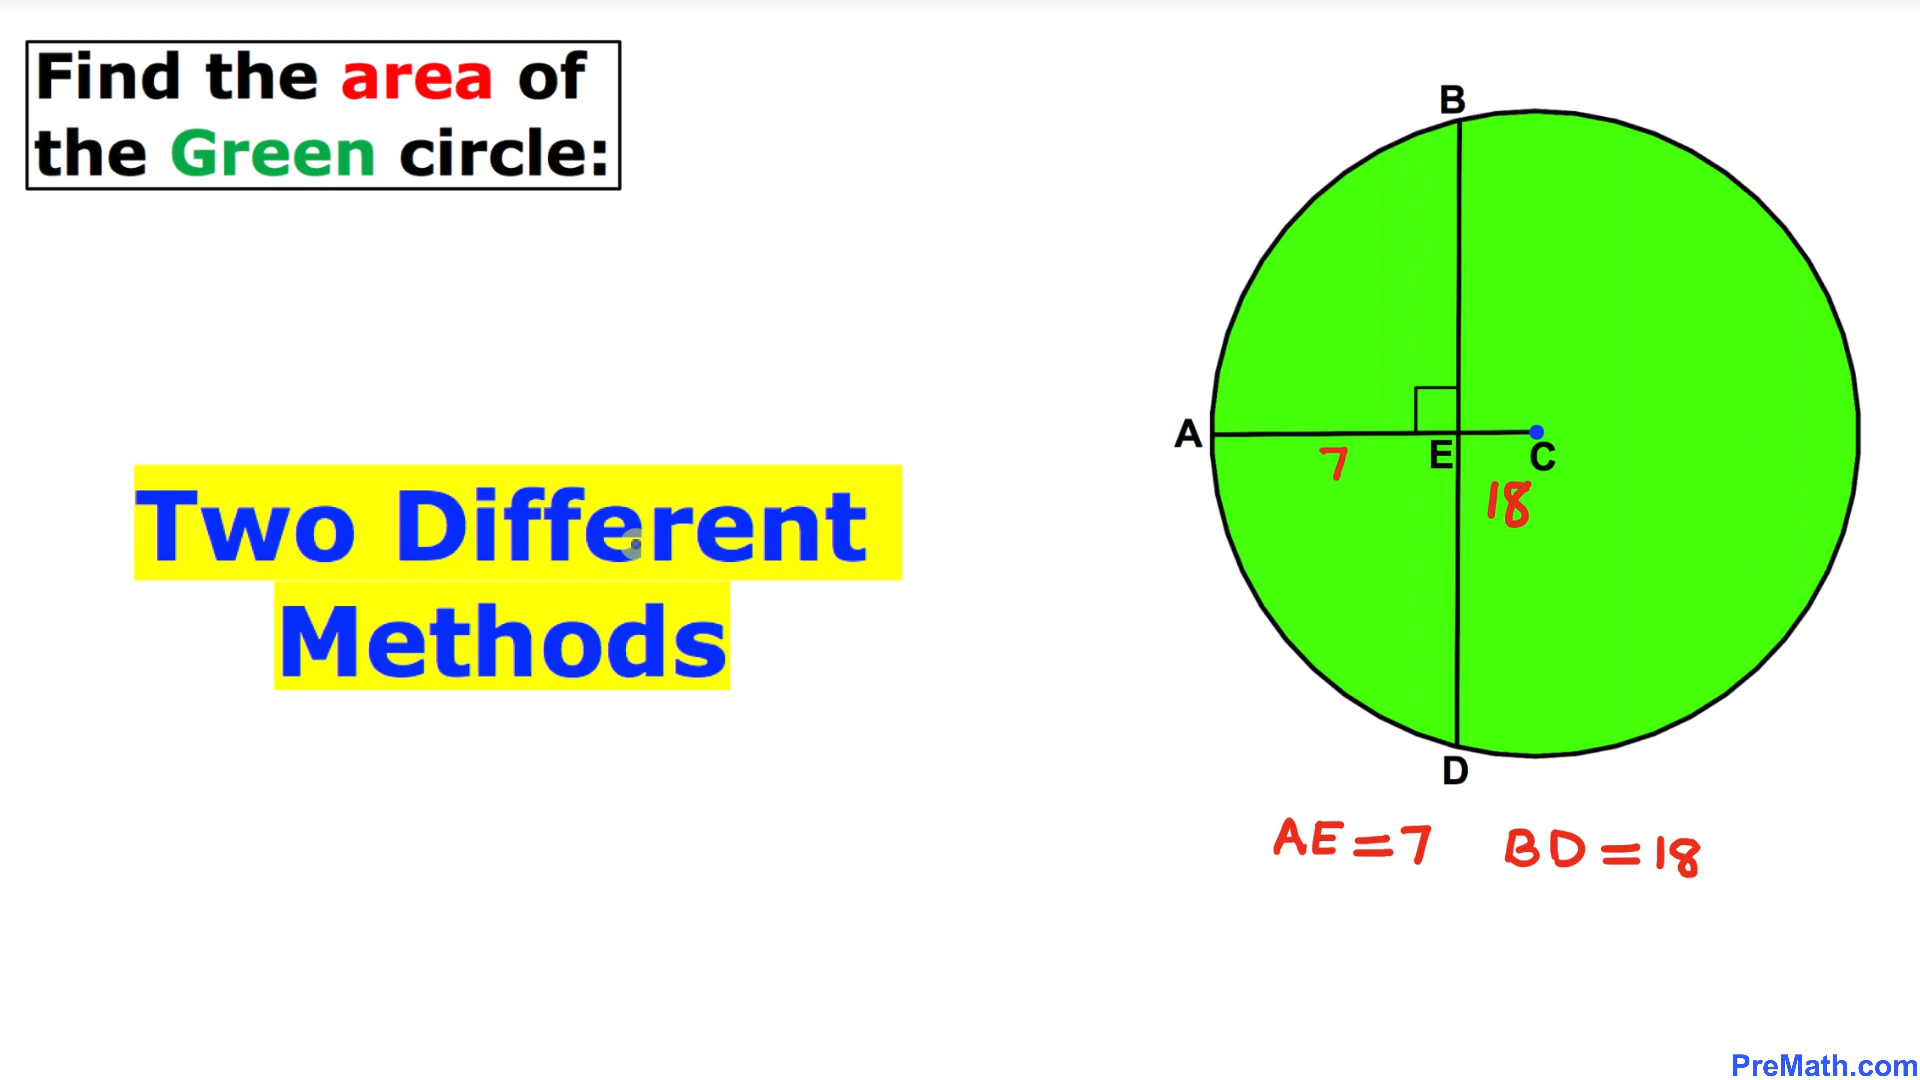 Find the area of
the Green circle:
Two Different
Methods
B
A
E
C
7
18
D
AE=7 BD=18
PreMath.com